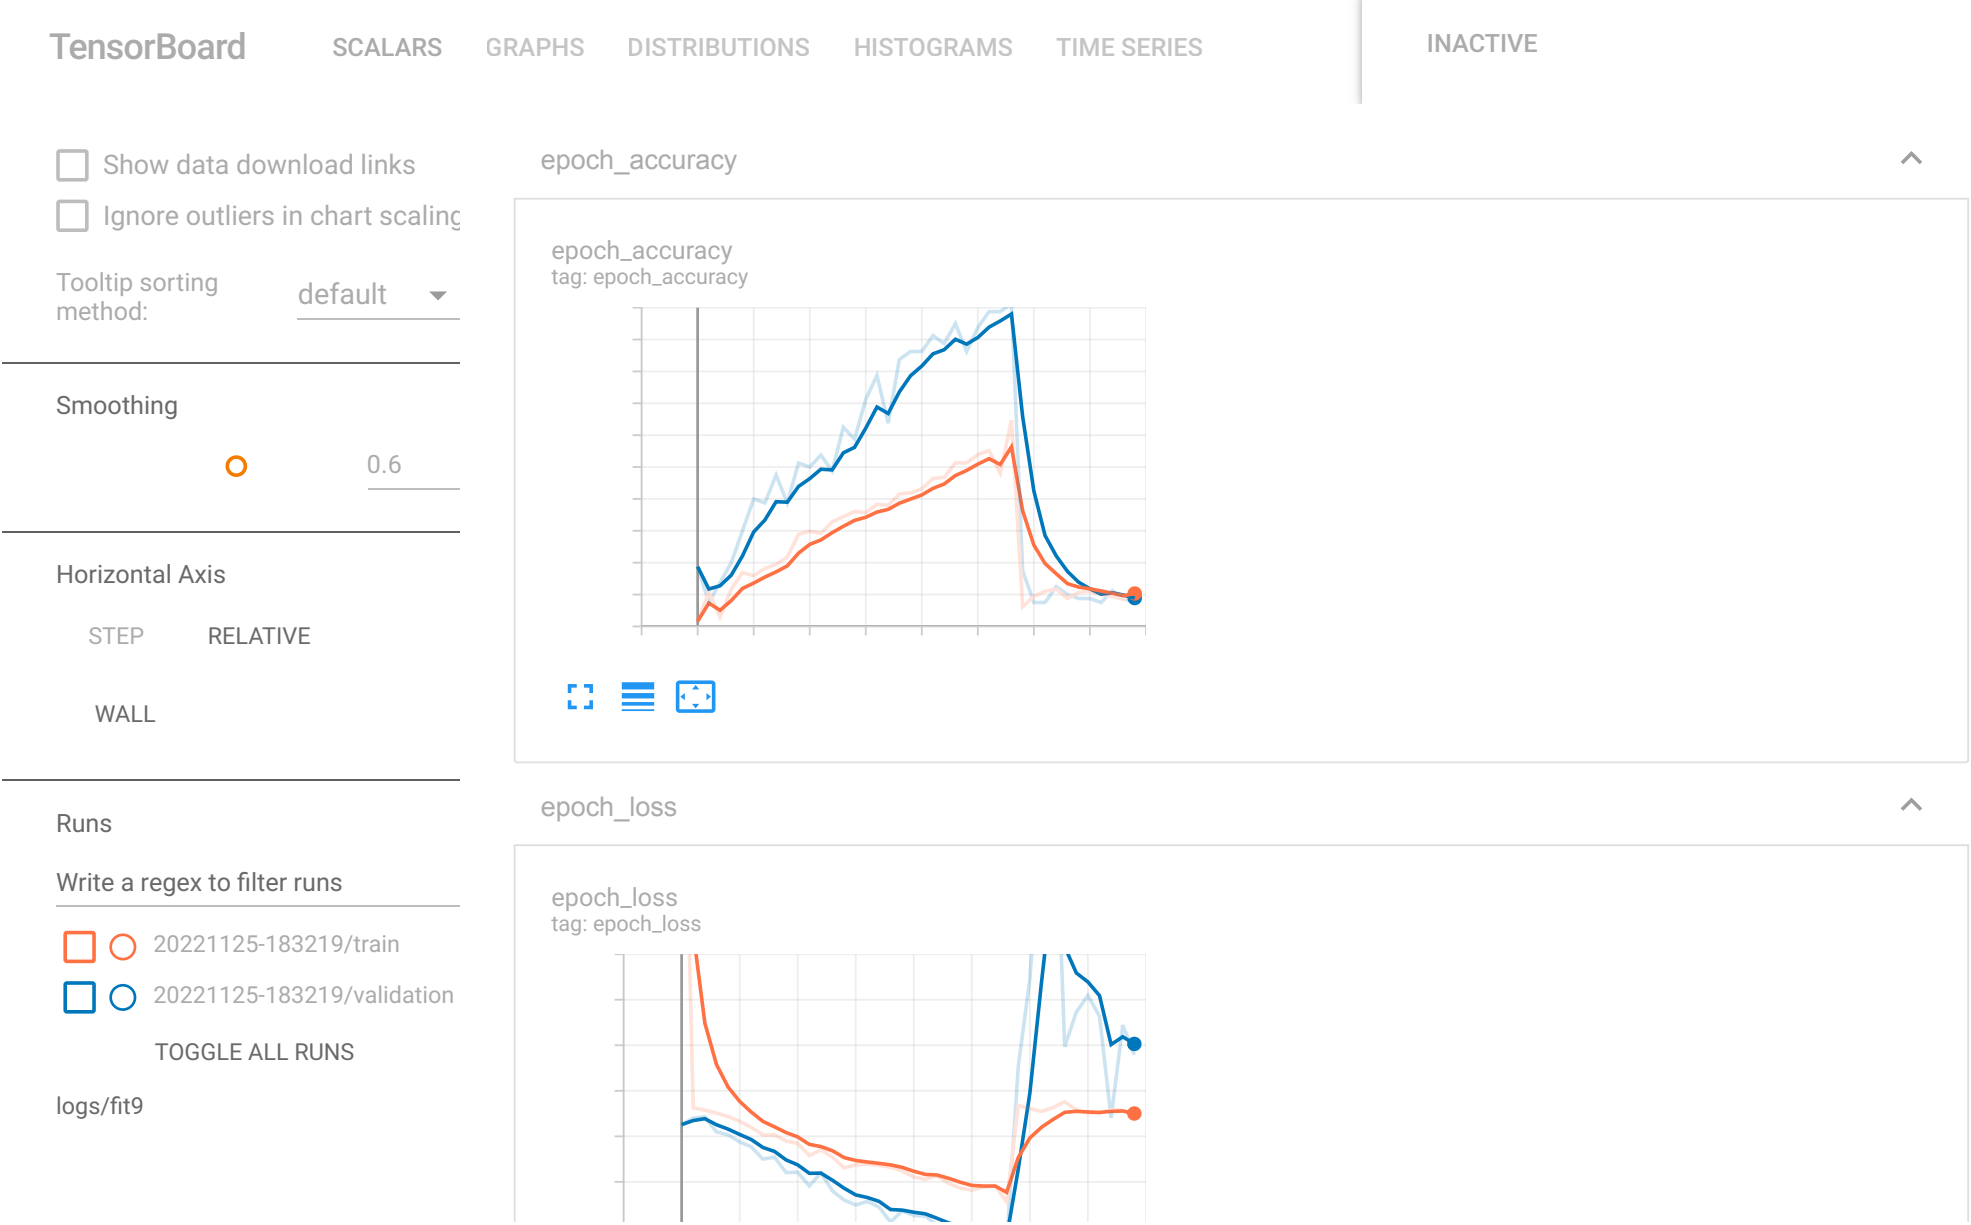 TensorBoard SCALARS GRAPHS DISTRIBUTIONS HISTOGRAMS TIME SERIES INACTIVE
Show data download links
Ignore outliers in chart scaling
Tooltip sorting
method:
default
Smoothing
0.6
Horizontal Axis
STEP RELATIVE
WALL
Runs
Write a regex to filter runs
20221125-183219/train
20221125-183219/validation
TOGGLE ALL RUNS
logs/fit9
epoch_accuracy
epoch_accuracy
tag: epoch_accuracy
epoch_loss
epoch_loss
tag: epoch_loss